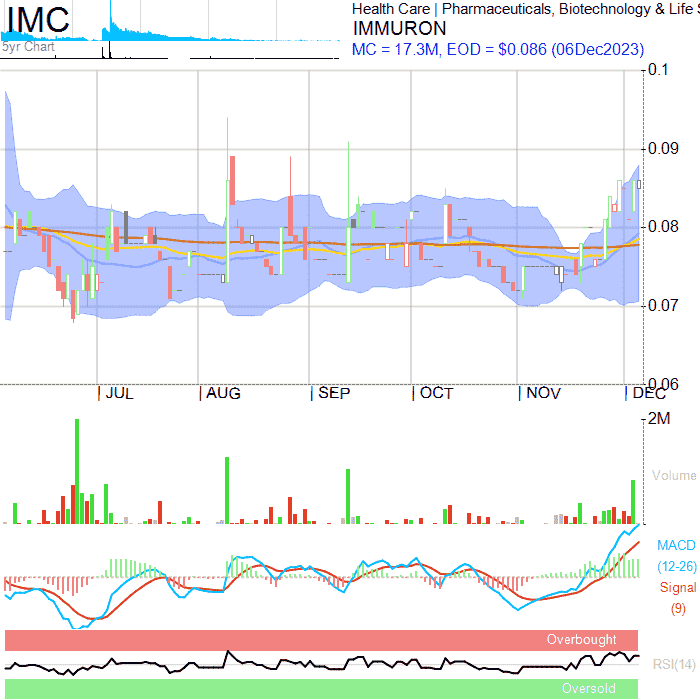 IMC
5yr Chart
Health Care | Pharmaceuticals, Biotechnology & Life S
IMMURON
MC = 17.3M, EOD = $0.086 (06Dec2023)
0.1
0.09
0.08
0.07
0.06
JUL AUG SEP OCT NOV DEC
2M
Volume
MACD
(12-26)
Signal
(9)
Overbought
RSI(14)
Oversold